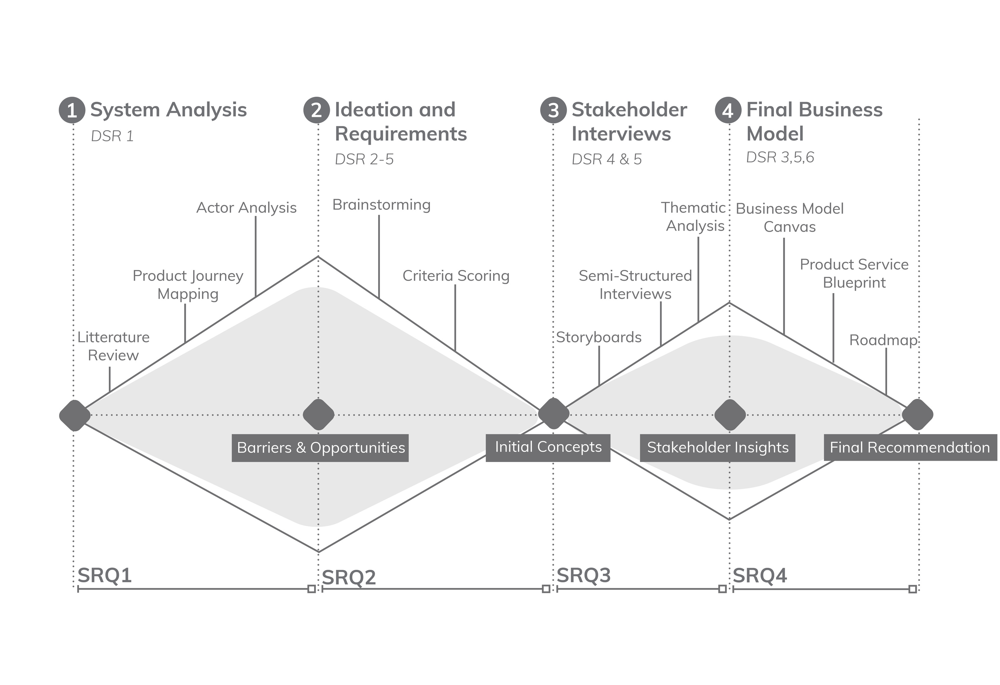 1 System Analysis
DSR 1
2 Ideation and
Requirements
DSR 2-5
3 Stakeholder
Interviews
DSR 4 & 5
4 Final Business
Model
DSR 3,5,6
Litterature
Review
Product Journey
Mapping
Actor Analysis
Brainstorming
Criteria Scoring
Storyboards
Semi-Structured
Interviews
Thematic
Analysis
Business Model
Canvas
Product Service
Blueprint
Roadmap
Barriers & Opportunities
Initial Concepts
Stakeholder Insights
Final Recommendation
SRQ1
SRQ2
SRQ3
SRQ4